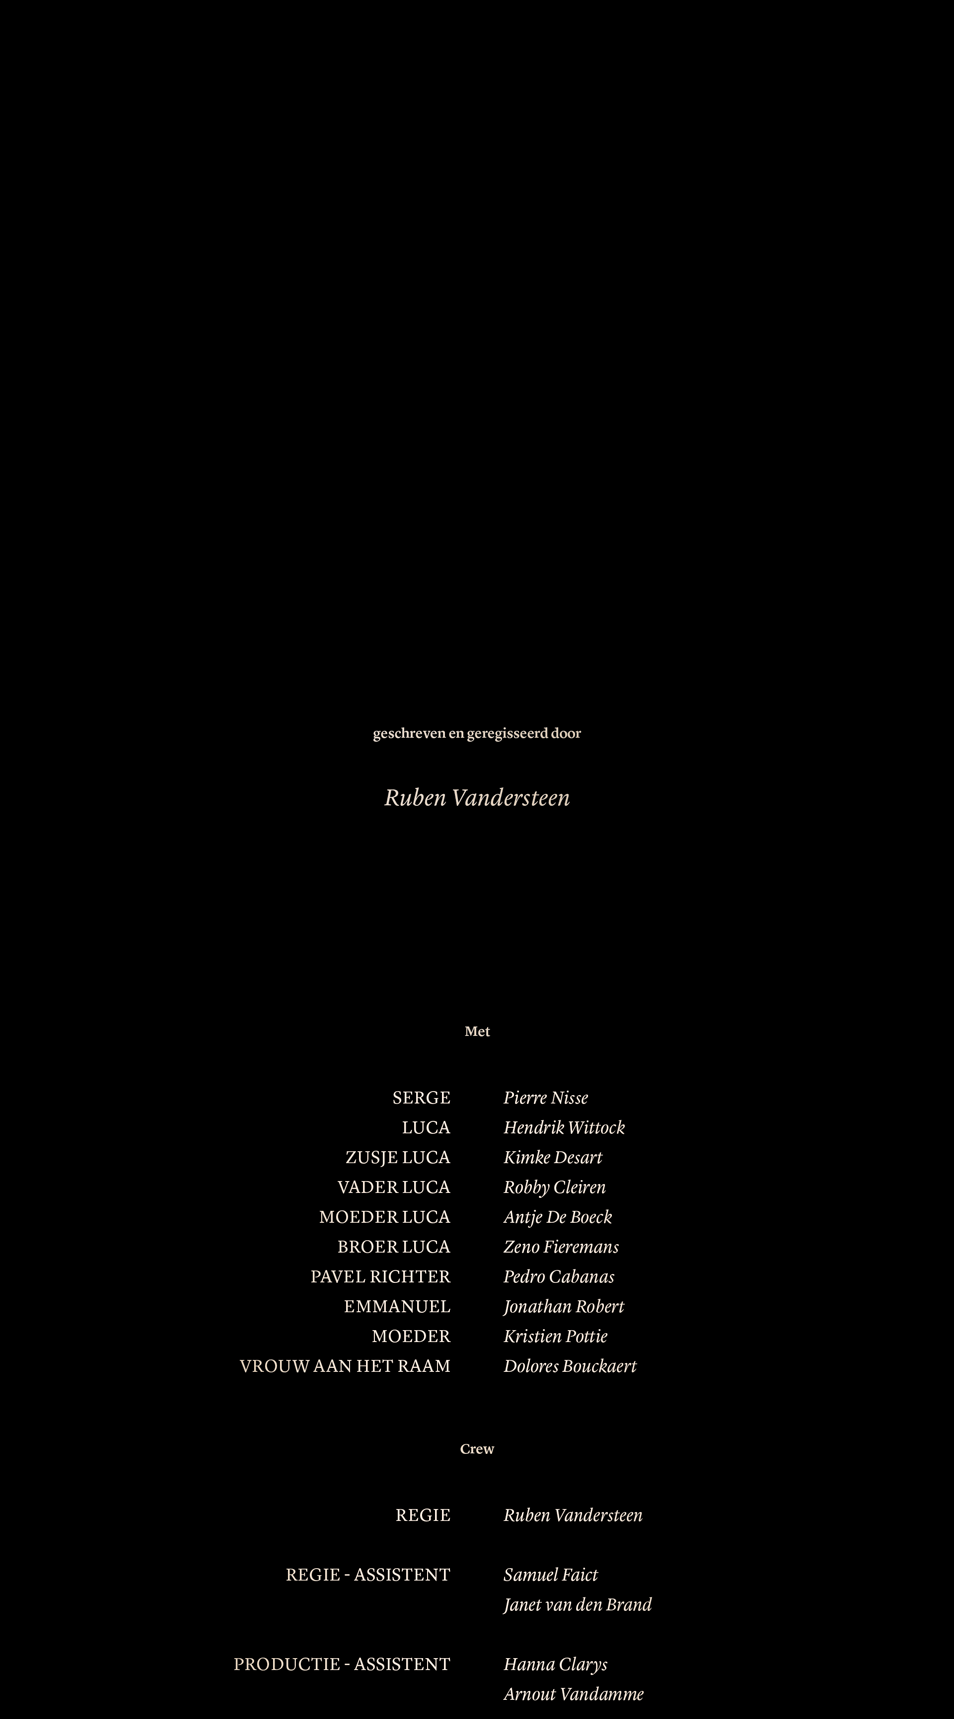 geschreven en geregisseerd door
Ruben Vandersteen
Met
SERGE Pierre Nisse
LUCA Hendrik Wittock
ZUSJE LUCA Kimke Desart
VADER LUCA Robby Cleiren
MOEDER LUCA Antje De Boeck
BROER LUCA Zeno Fieremans
PAVEL RICHTER Pedro Cabanas
EMMANUEL Jonathan Robert
MOEDER Kristien Pottie
VROUW AAN HET RAAM Dolores Bouckaert
Crew
REGIE Ruben Vandersteen
REGIE - ASSISTENT Samuel Faict
Janet van den Brand
PRODUCTIE - ASSISTENT Hanna Clarys
Arnout Vandamme